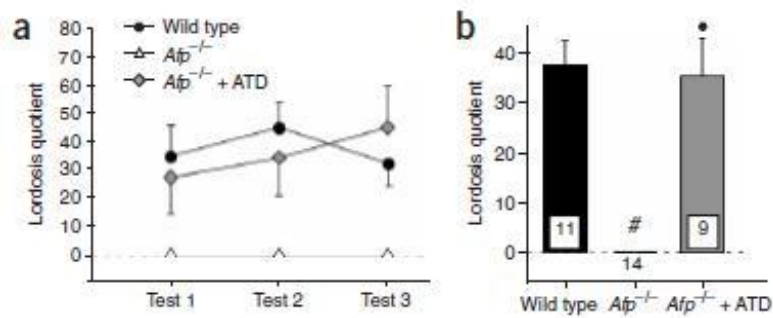 a
Lordosis quotient
80
70
60
50
40
30
20
10
0
Wild type
Afp−/−
Afp−/− + ATD
Test 1
Test 2
Test 3
b
Lordosis quotient
40
30
20
10
0
11
#
14
9
Wild type
Afp−/−
Afp−/− + ATD